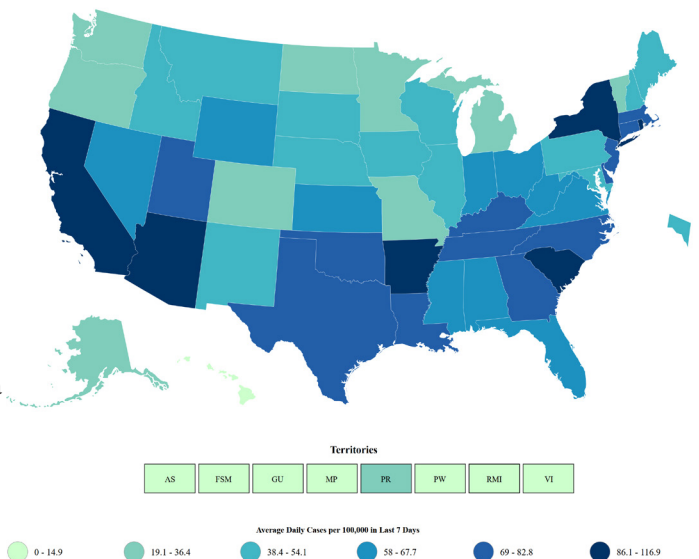 Territories
AS FSM GU MP PR PW RMI VI
Average Daily Cases per 100,000 in Last 7 Days
0 - 14.9 19.1 - 36.4 38.4 - 54.1 58 - 67.7 69 - 82.8 86.1 - 116.9